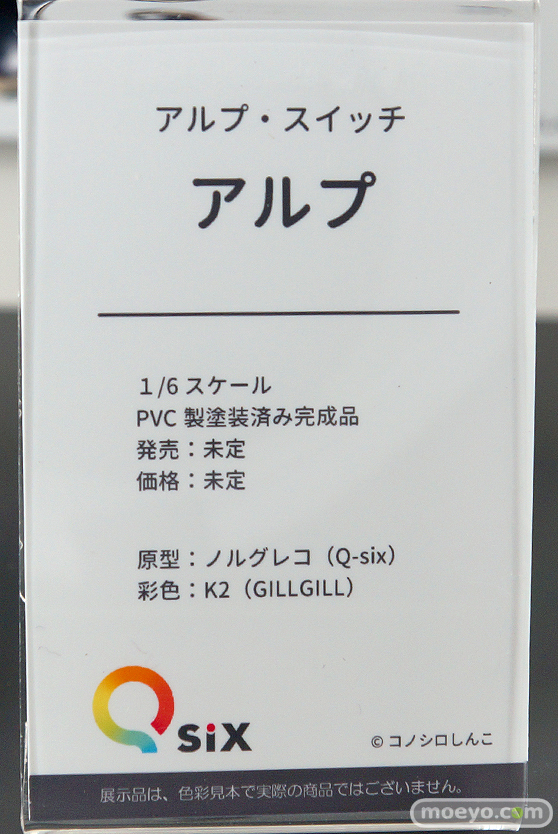 アルプ・スイッチ
アルプ
1/6 スケール
PVC 製塗装済み完成品
発売：未定
価格：未定
原型：ノルグレコ（Q-six）
彩色：K2（GILLGILL）
Q siX
© コノシロしんこ
展示品は、色彩見本で実際の商品ではございません。
moeyo.com